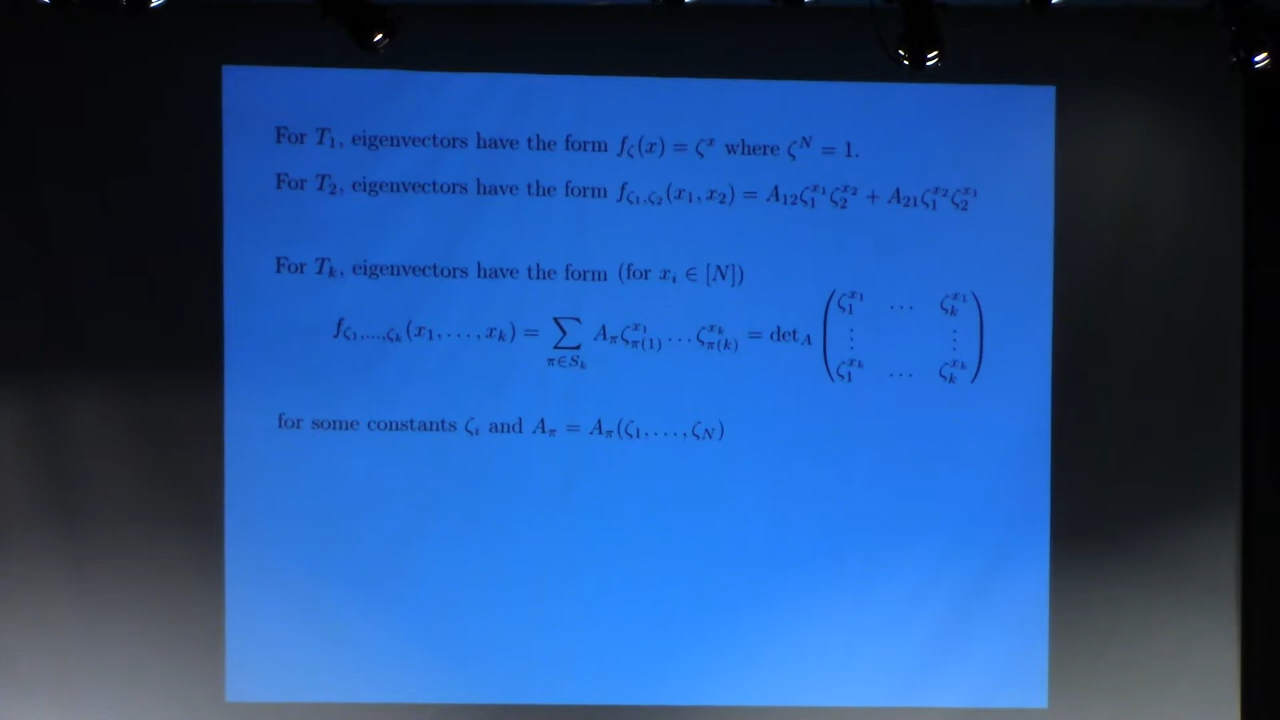 For T₁, eigenvectors have the form f_ζ(x) = ζ^x where ζ^N = 1.
For T₂, eigenvectors have the form f_{ζ₁,ζ₂}(x₁, x₂) = A₁₂ζ₁^{x₁}ζ₂^{x₂} + A₂₁ζ₁^{x₂}ζ₂^{x₁}
For T_k, eigenvectors have the form (for x_i ∈ [N])
f_{ζ₁,...,ζ_k}(x₁, . . . , x_k) = ∑_{π∈S_k} A_π ζ_{π(1)}^{x₁} . . . ζ_{π(k)}^{x_k} = det_A ( ζ₁^{x₁} . . . ζ_k^{x₁} ⋮ ⋮ ζ₁^{x_k} . . . ζ_k^{x_k} )
for some constants ζ_i and A_π = A_π(ζ₁, . . . , ζ_N)